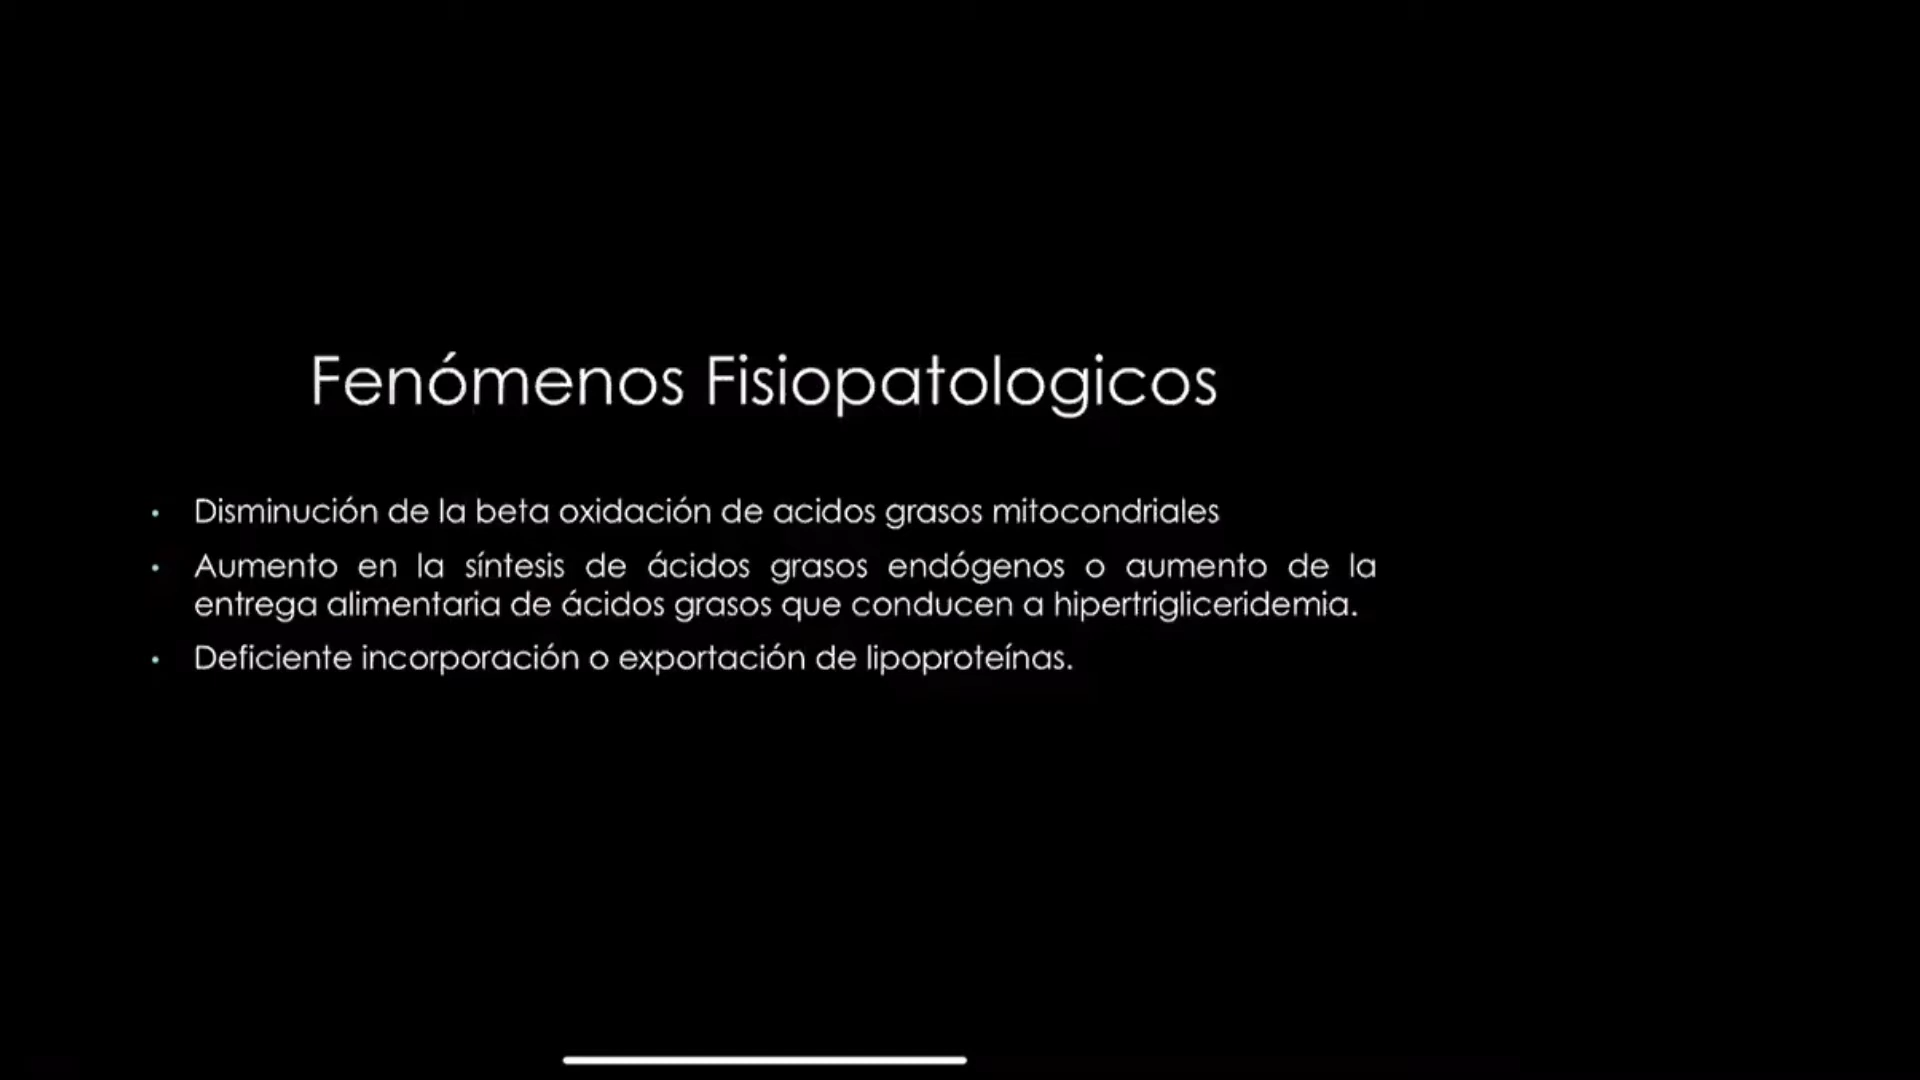 Fenómenos Fisiopatologicos
• Disminución de la beta oxidación de acidos grasos mitocondriales
• Aumento en la síntesis de ácidos grasos endógenos o aumento de la
entrega alimentaria de ácidos grasos que conducen a hipertrigliceridemia.
• Deficiente incorporación o exportación de lipoproteínas.